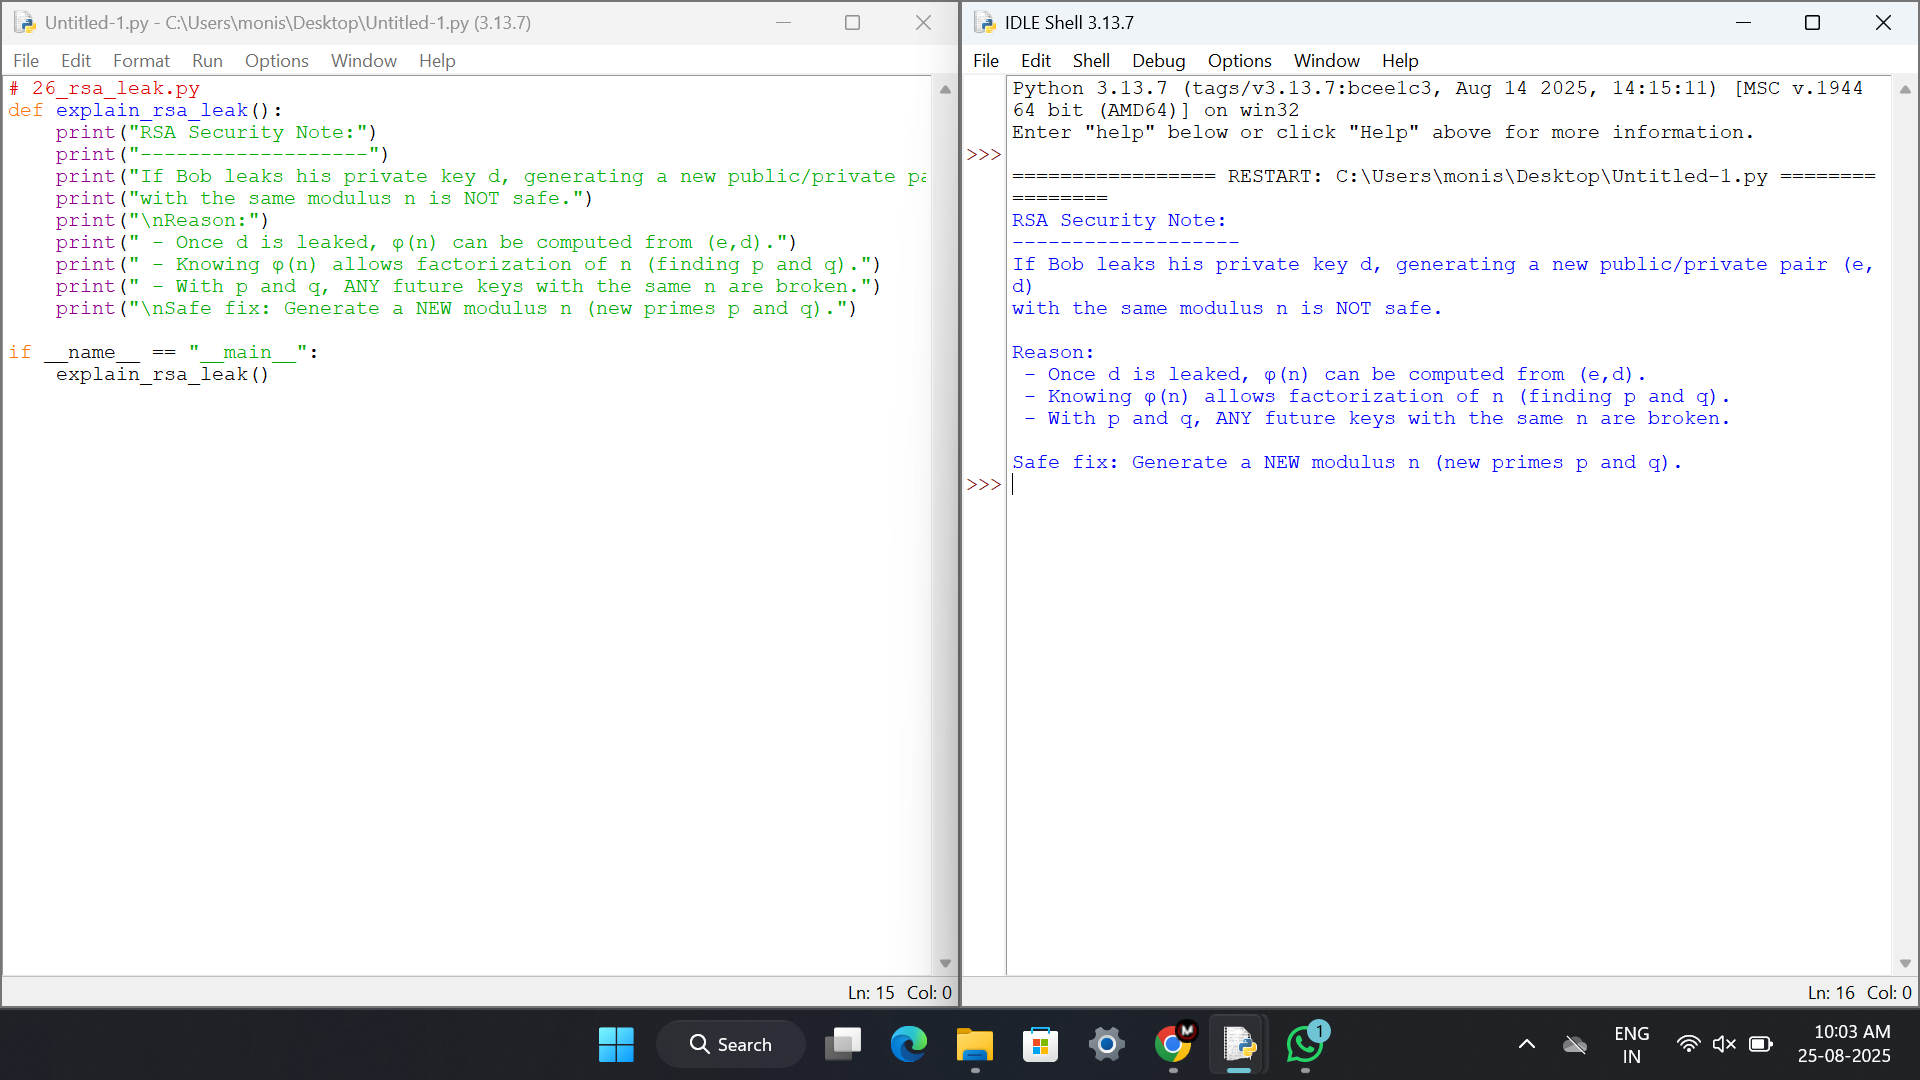 Untitled-1.py - C:\Users\monis\Desktop\Untitled-1.py (3.13.7)
File Edit Format Run Options Window Help
# 26_rsa_leak.py
def explain_rsa_leak():
    print("RSA Security Note:")
    print("-------------------")
    print("If Bob leaks his private key d, generating a new public/private pa
    print("with the same modulus n is NOT safe.")
    print("\nReason:")
    print(" - Once d is leaked, φ(n) can be computed from (e,d).")
    print(" - Knowing φ(n) allows factorization of n (finding p and q).")
    print(" - With p and q, ANY future keys with the same n are broken.")
    print("\nSafe fix: Generate a NEW modulus n (new primes p and q).")
if __name__ == "__main__":
    explain_rsa_leak()
Ln: 15 Col: 0
IDLE Shell 3.13.7
File Edit Shell Debug Options Window Help
Python 3.13.7 (tags/v3.13.7:bcee1c3, Aug 14 2025, 14:15:11) [MSC v.1944
64 bit (AMD64)] on win32
Enter "help" below or click "Help" above for more information.
>>>
================= RESTART: C:\Users\monis\Desktop\Untitled-1.py ========
========
RSA Security Note:
-------------------
If Bob leaks his private key d, generating a new public/private pair (e,
d)
with the same modulus n is NOT safe.
Reason:
 - Once d is leaked, φ(n) can be computed from (e,d).
 - Knowing φ(n) allows factorization of n (finding p and q).
 - With p and q, ANY future keys with the same n are broken.
Safe fix: Generate a NEW modulus n (new primes p and q).
>>>
Ln: 16 Col: 0
Search
M
1
ENG
IN
10:03 AM
25-08-2025